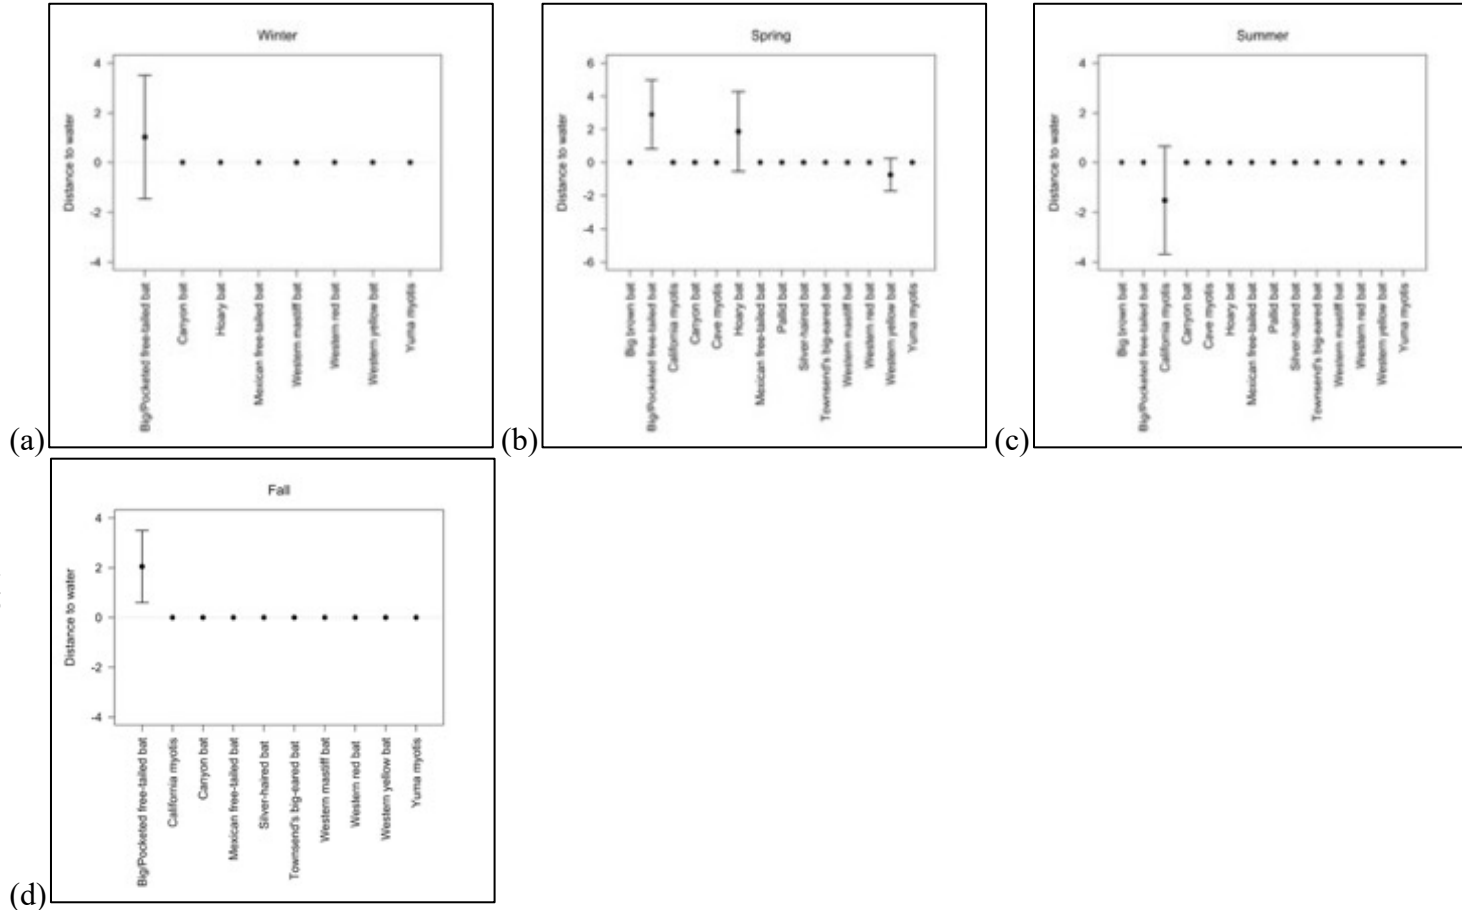 Winter
4
2
0
-2
-4
Distance to water
Big/Pocketed free-tailed bat
Canyon bat
Hoary bat
Mexican free-tailed bat
Western mastiff bat
Western red bat
Western yellow bat
Yuma myotis
(a)
Spring
6
4
2
0
-2
-4
-6
Distance to water
Big brown bat
Big/Pocketed free-tailed bat
California myotis
Canyon bat
Cave myotis
Hoary bat
Mexican free-tailed bat
Pallid bat
Silver-haired bat
Townsend's big-eared bat
Western mastiff bat
Western red bat
Western yellow bat
Yuma myotis
(b)
Summer
4
2
0
-2
-4
Distance to water
Big brown bat
Big/Pocketed free-tailed bat
California myotis
Canyon bat
Cave myotis
Hoary bat
Mexican free-tailed bat
Pallid bat
Silver-haired bat
Townsend's big-eared bat
Western mastiff bat
Western red bat
Western yellow bat
Yuma myotis
(c)
Fall
4
2
0
-2
-4
Distance to water
Big/Pocketed free-tailed bat
California myotis
Canyon bat
Mexican free-tailed bat
Silver-haired bat
Townsend's big-eared bat
Western mastiff bat
Western red bat
Western yellow bat
Yuma myotis
(d)